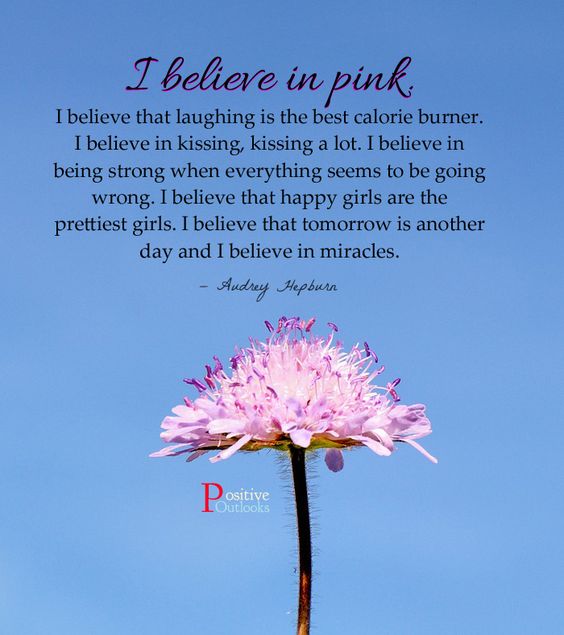 I believe in pink.
I believe that laughing is the best calorie burner.
I believe in kissing, kissing a lot. I believe in
being strong when everything seems to be going
wrong. I believe that happy girls are the
prettiest girls. I believe that tomorrow is another
day and I believe in miracles.
– Audrey Hepburn
Positive
Outlooks